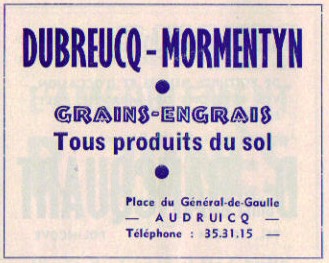 DUBREUCQ - MORMENTYN
GRAINS-ENGRAIS
Tous produits du sol
Place du Général-de-Gaulle
— AUDRUICQ —
Téléphone : 35.31.15 —